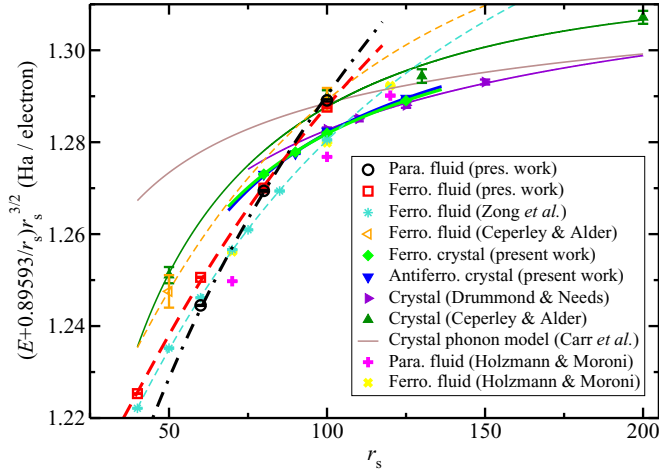 (E+0.89593/r_s)r_s^{3/2} (Ha / electron)
1.30
1.28
1.26
1.24
1.22
50
100
150
200
r_s
Para. fluid (pres. work)
Ferro. fluid (pres. work)
Ferro. fluid (Zong et al.)
Ferro. fluid (Ceperley & Alder)
Ferro. crystal (present work)
Antiferro. crystal (present work)
Crystal (Drummond & Needs)
Crystal (Ceperley & Alder)
Crystal phonon model (Carr et al.)
Para. fluid (Holzmann & Moroni)
Ferro. fluid (Holzmann & Moroni)